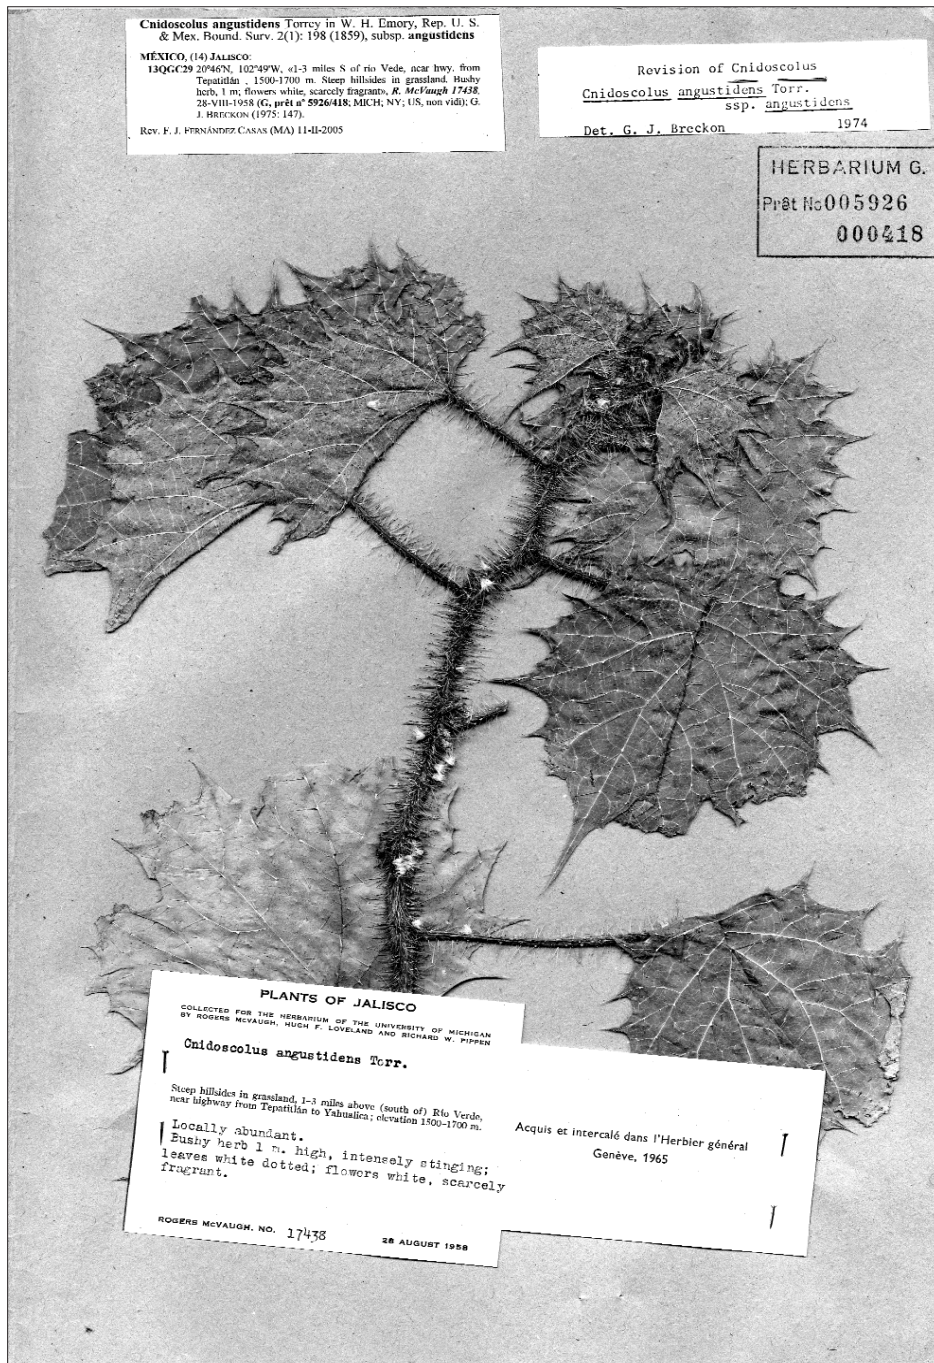 Cnidoscolus angustidens Torrey in W. H. Emory, Rep. U. S.
& Mex. Bound. Surv. 2(1): 198 (1859), subsp. angustidens
MÉXICO, (14) JALISCO:
13QGC29 20°46'N, 102°49'W, «1-3 miles S of río Vede, near hwy. from
Tepatitlán , 1500-1700 m. Steep hillsides in grassland. Bushy
herb, 1 m; flowers white, scarcely fragrant», R. McVaugh 17438,
28-VIII-1958 (G, prêt nº 5926/418; MICH; NY; US, non vidi); G.
J. BRECKON (1975: 147).
Rev. F. J. FERNÁNDEZ CASAS (MA) 11-II-2005
Revision of Cnidoscolus
Cnidoscolus angustidens Torr.
ssp. angustidens
Det. G. J. Breckon 1974
HERBARIUM G.
Prêt No 005926
000418
PLANTS OF JALISCO
COLLECTED FOR THE HERBARIUM OF THE UNIVERSITY OF MICHIGAN
BY ROGERS McVAUGH, HUGH F. LOVELAND AND RICHARD W. PIPPEN
Cnidoscolus angustidens Torr.
Steep hillsides in grassland, 1-3 miles above (south of) Río Verde,
near highway from Tepatitlán to Yahualica; elevation 1500-1700 m.
Locally abundant.
Bushy herb 1 m. high, intensely stinging;
leaves white dotted; flowers white, scarcely
fragrant.
ROGERS McVAUGH, NO. 17438 28 AUGUST 1958
Acquis et intercalé dans l'Herbier général
Genève, 1965